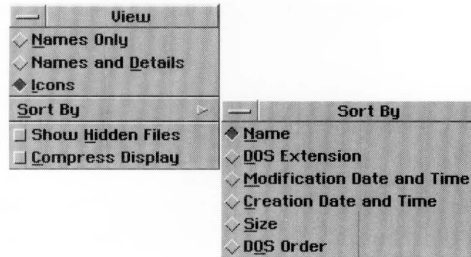 View
Names Only
Names and Details
Icons
Sort By
Show Hidden Files
Compress Display
Sort By
Name
DOS Extension
Modification Date and Time
Creation Date and Time
Size
DOS Order